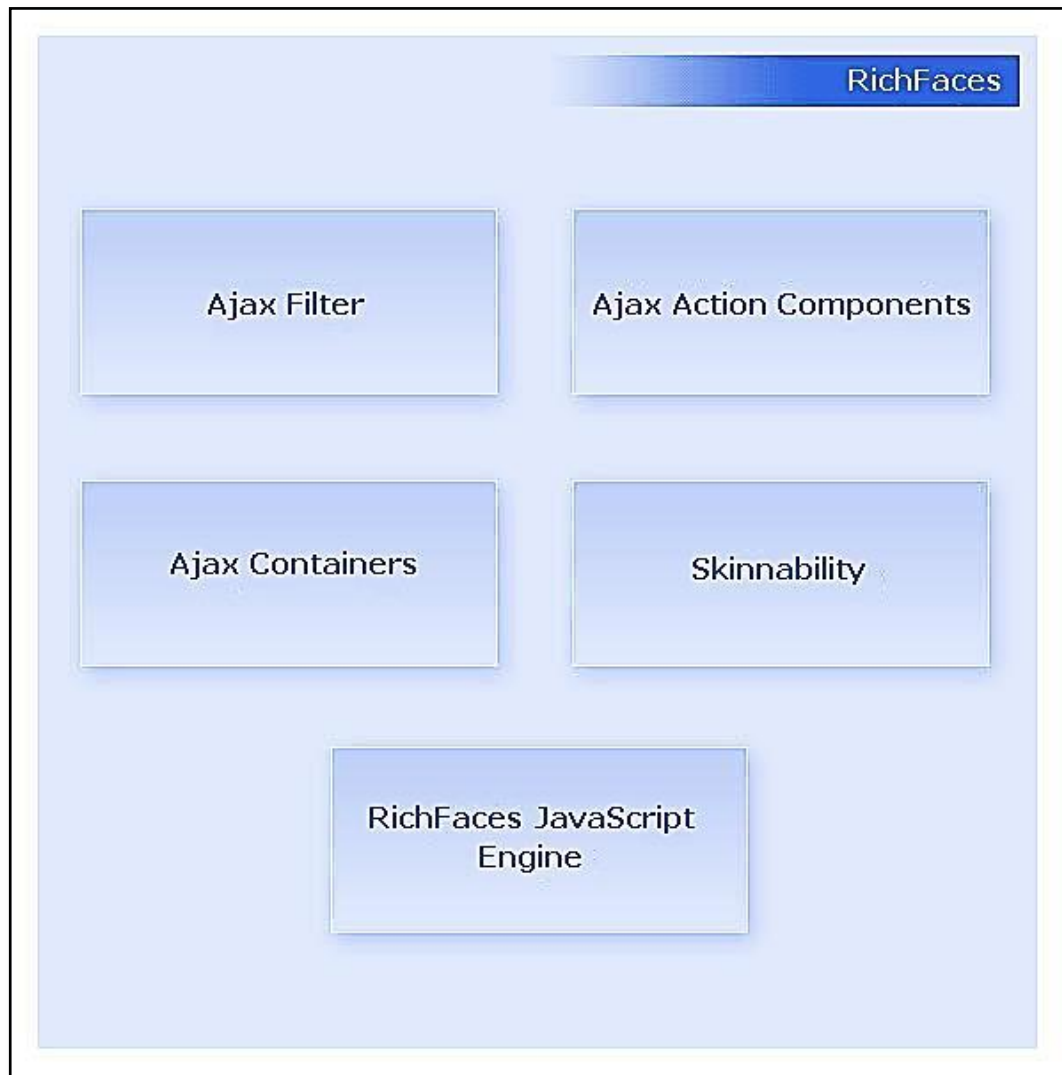 RichFaces
Ajax Filter
Ajax Action Components
Ajax Containers
Skinnability
RichFaces JavaScript
Engine